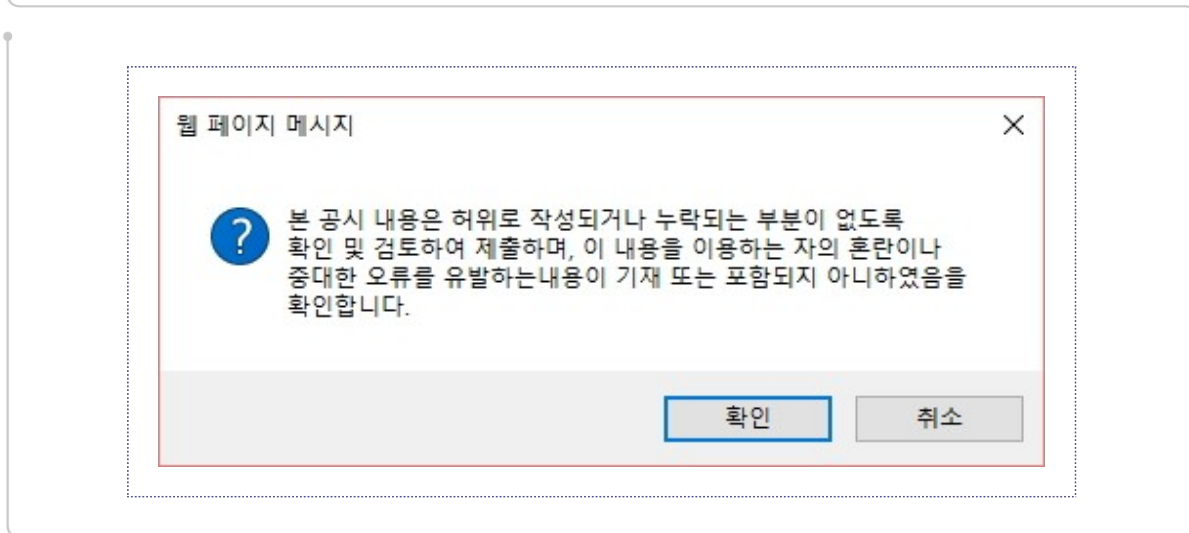 웹 페이지 메시지
본 공시 내용은 허위로 작성되거나 누락되는 부분이 없도록
확인 및 검토하여 제출하며, 이 내용을 이용하는 자의 혼란이나
중대한 오류를 유발하는내용이 기재 또는 포함되지 아니하였음을
확인합니다.
확인
취소